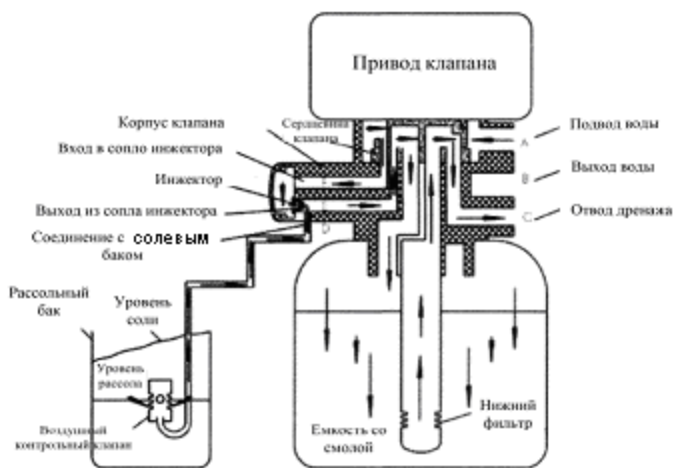 Привод клапана
Корпус клапана
Сердцевина
клапана
Подвод воды
A
Вход в сопло инжектора
Выход воды
B
Инжектор
Выход из сопла инжектора
Отвод дренажа
C
D
Соединение с солевым
баком
Рассольный
бак
Уровень
соли
Уровень
рассола
Воздушный
контрольный клапан
Емкость со
смолой
Нижний
фильтр